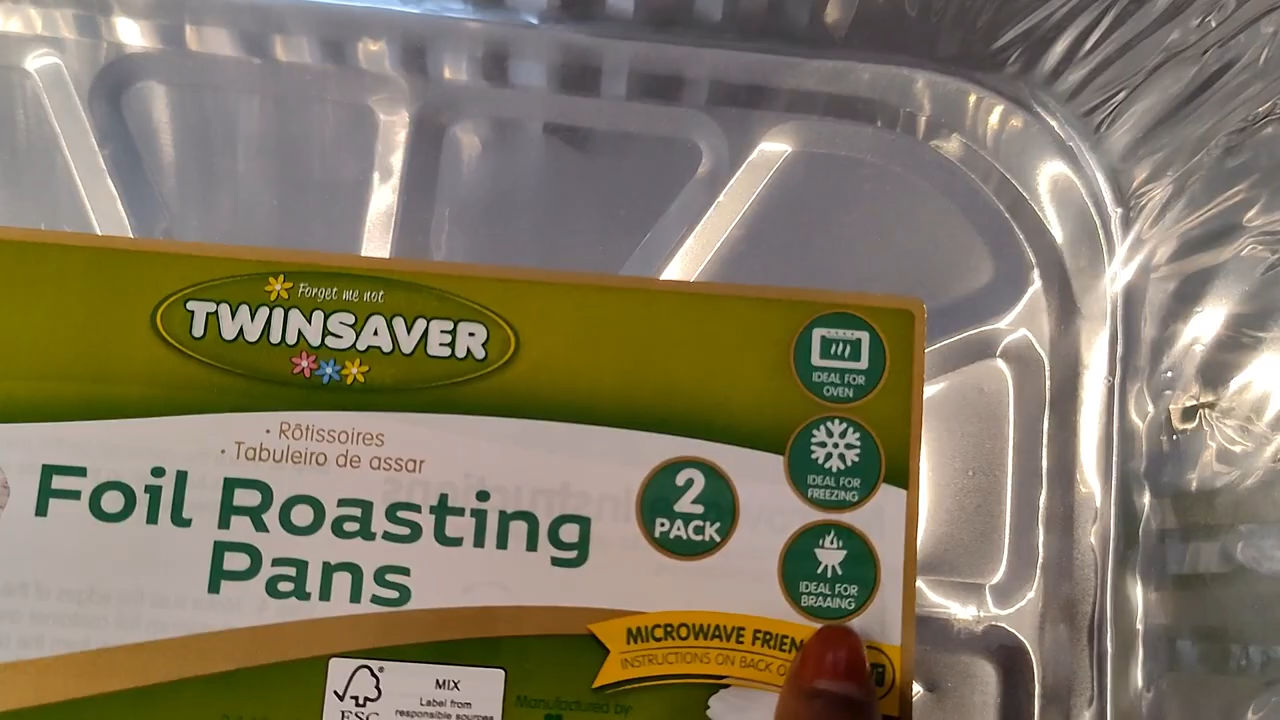 Forget me not
TWINSAVER
• Rôtissoires
• Tabuleiro de assar
Foil Roasting
Pans
2
PACK
IDEAL FOR
OVEN
IDEAL FOR
FREEZING
IDEAL FOR
BRAAING
MICROWAVE FRIEN
INSTRUCTIONS ON BACK O
FSC
MIX
Label from
responsible sources
Manufactured by